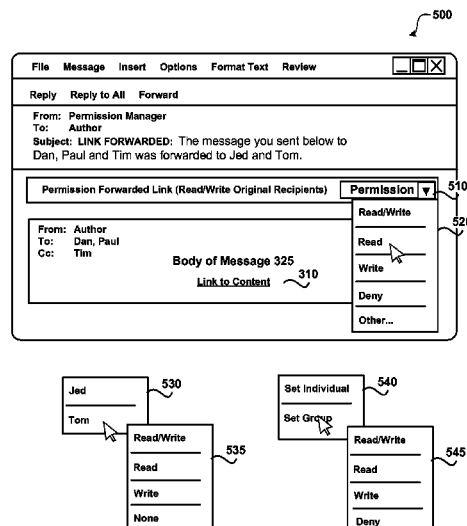 500
File Message Insert Options Format Text Review
Reply Reply to All Forward
From: Permission Manager
To: Author
Subject: LINK FORWARDED: The message you sent below to
Dan, Paul and Tim was forwarded to Jed and Tom.
Permission Forwarded Link (Read/Write Original Recipients) Permission 510
Read/Write 520
Read
Write
Deny
Other...
From: Author
To: Dan, Paul
Cc: Tim
Body of Message 325
Link to Content 310
Jed 530
Tom
Read/Write
Read 535
Write
None
Set Individual 540
Set Group
Read/Write
Read 545
Write
Deny